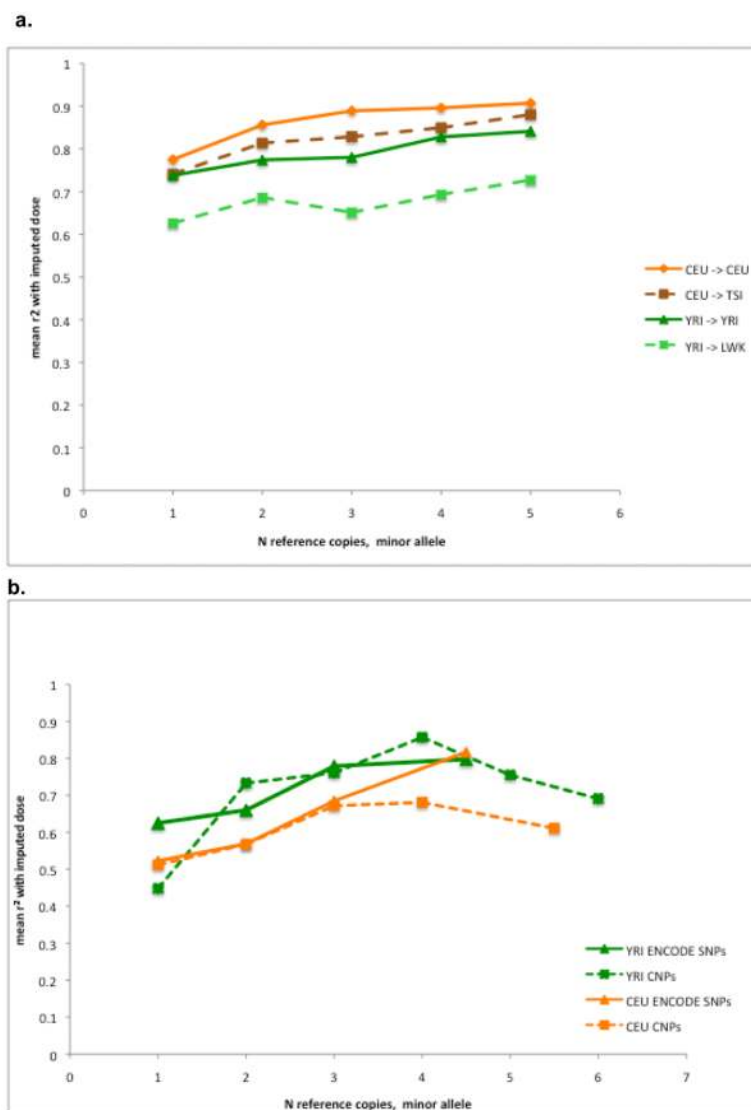 a.
1
0.9
0.8
0.7
0.6
0.5
0.4
0.3
0.2
0.1
0
mean r2 with imputed dose
0 1 2 3 4 5 6
N reference copies, minor allele
CEU -> CEU
CEU -> TSI
YRI -> YRI
YRI -> LWK
b.
1
0.9
0.8
0.7
0.6
0.5
0.4
0.3
0.2
0.1
0
mean r² with imputed dose
0 1 2 3 4 5 6 7
N reference copies, minor allele
YRI ENCODE SNPs
YRI CNPs
CEU ENCODE SNPs
CEU CNPs